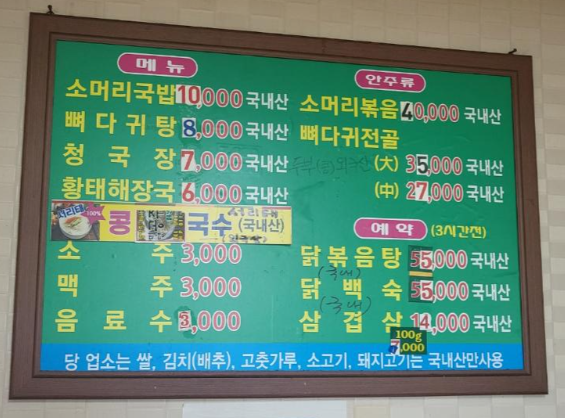 메뉴
소머리국밥 10,000 국내산
뼈다귀탕 8,000 국내산
청국장 7,000 국내산
황태해장국 6,000 국내산
서리태 100% 콩 국수 (국내산)
소주 3,000
맥주 3,000
음료수 3,000
안주류
소머리볶음 40,000 국내산
뼈다귀전골
(大) 35,000 국내산
(中) 27,000 국내산
예약 (3시간전)
닭볶음탕 55,000 국내산
(국내)
닭백숙 55,000 국내산
삼겹살 14,000 국내산
100g 7,000
당 업소는 쌀, 김치(배추), 고춧가루, 소고기, 돼지고기는 국내산만사용